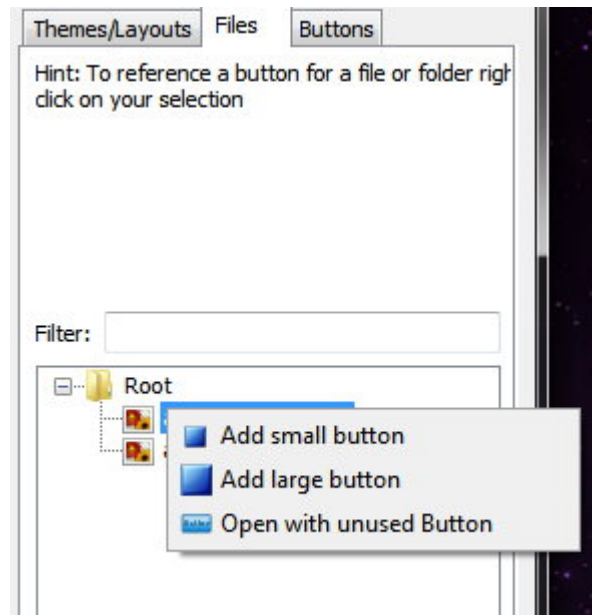 Themes/Layouts Files Buttons
Hint: To reference a button for a file or folder righ
click on your selection
Filter:
Root
Add small button
Add large button
Open with unused Button